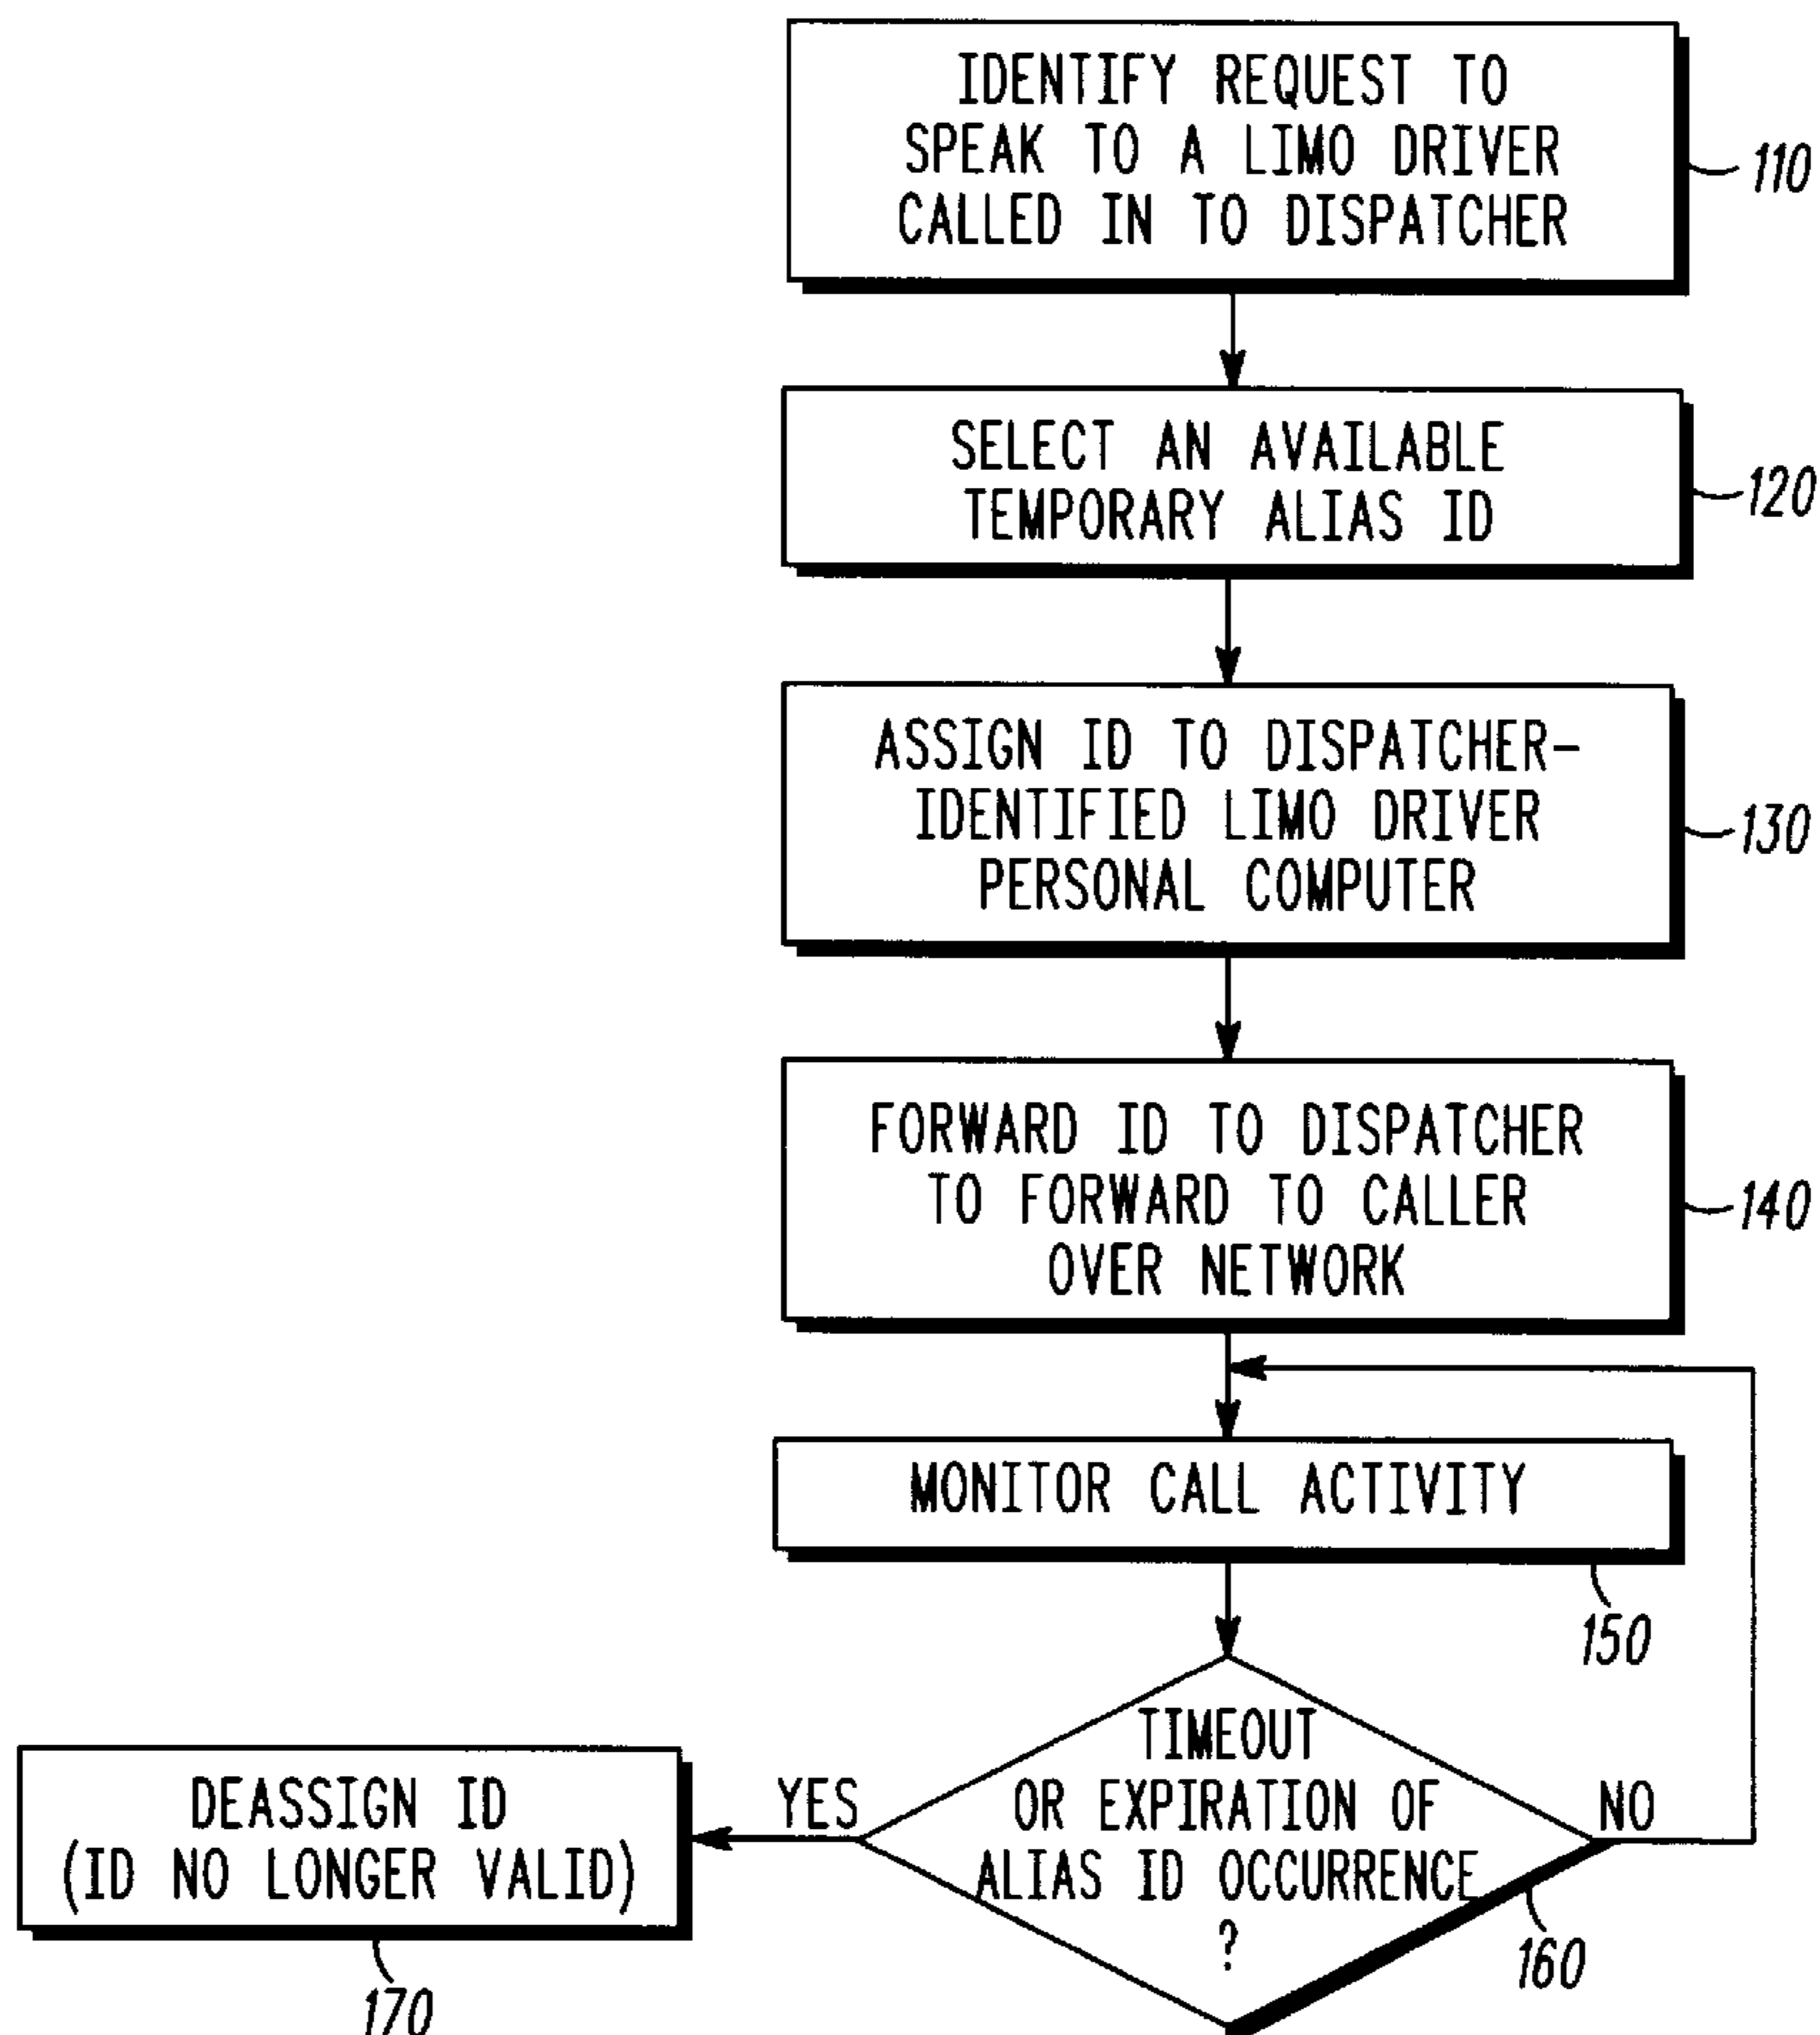 IDENTIFY REQUEST TO
SPEAK TO A LIMO DRIVER
CALLED IN TO DISPATCHER
110
SELECT AN AVAILABLE
TEMPORARY ALIAS ID
120
ASSIGN ID TO DISPATCHER-
IDENTIFIED LIMO DRIVER
PERSONAL COMPUTER
130
FORWARD ID TO DISPATCHER
TO FORWARD TO CALLER
OVER NETWORK
140
MONITOR CALL ACTIVITY
150
TIMEOUT
OR EXPIRATION OF
ALIAS ID OCCURRENCE
?
160
YES
NO
DEASSIGN ID
(ID NO LONGER VALID)
170